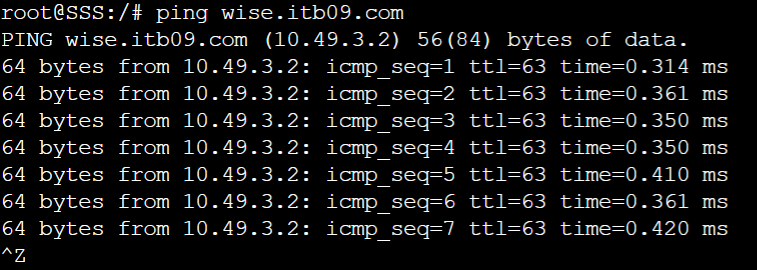 root@SSS:/# ping wise.itb09.com
PING wise.itb09.com (10.49.3.2) 56(84) bytes of data.
64 bytes from 10.49.3.2: icmp_seq=1 ttl=63 time=0.314 ms
64 bytes from 10.49.3.2: icmp_seq=2 ttl=63 time=0.361 ms
64 bytes from 10.49.3.2: icmp_seq=3 ttl=63 time=0.350 ms
64 bytes from 10.49.3.2: icmp_seq=4 ttl=63 time=0.350 ms
64 bytes from 10.49.3.2: icmp_seq=5 ttl=63 time=0.410 ms
64 bytes from 10.49.3.2: icmp_seq=6 ttl=63 time=0.361 ms
64 bytes from 10.49.3.2: icmp_seq=7 ttl=63 time=0.420 ms
^Z